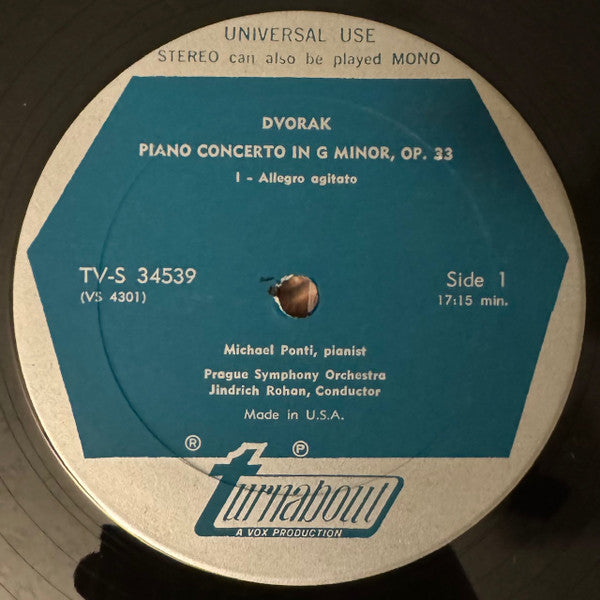 UNIVERSAL USE
STEREO can also be played MONO
DVORAK
PIANO CONCERTO IN G MINOR, OP. 33
I - Allegro agitato
TV-S 34539
(VS 4301)
Side 1
17:15 min.
Michael Ponti, pianist
Prague Symphony Orchestra
Jindrich Rohan, Conductor
Made in U.S.A.
® ℗
turnabout
A VOX PRODUCTION